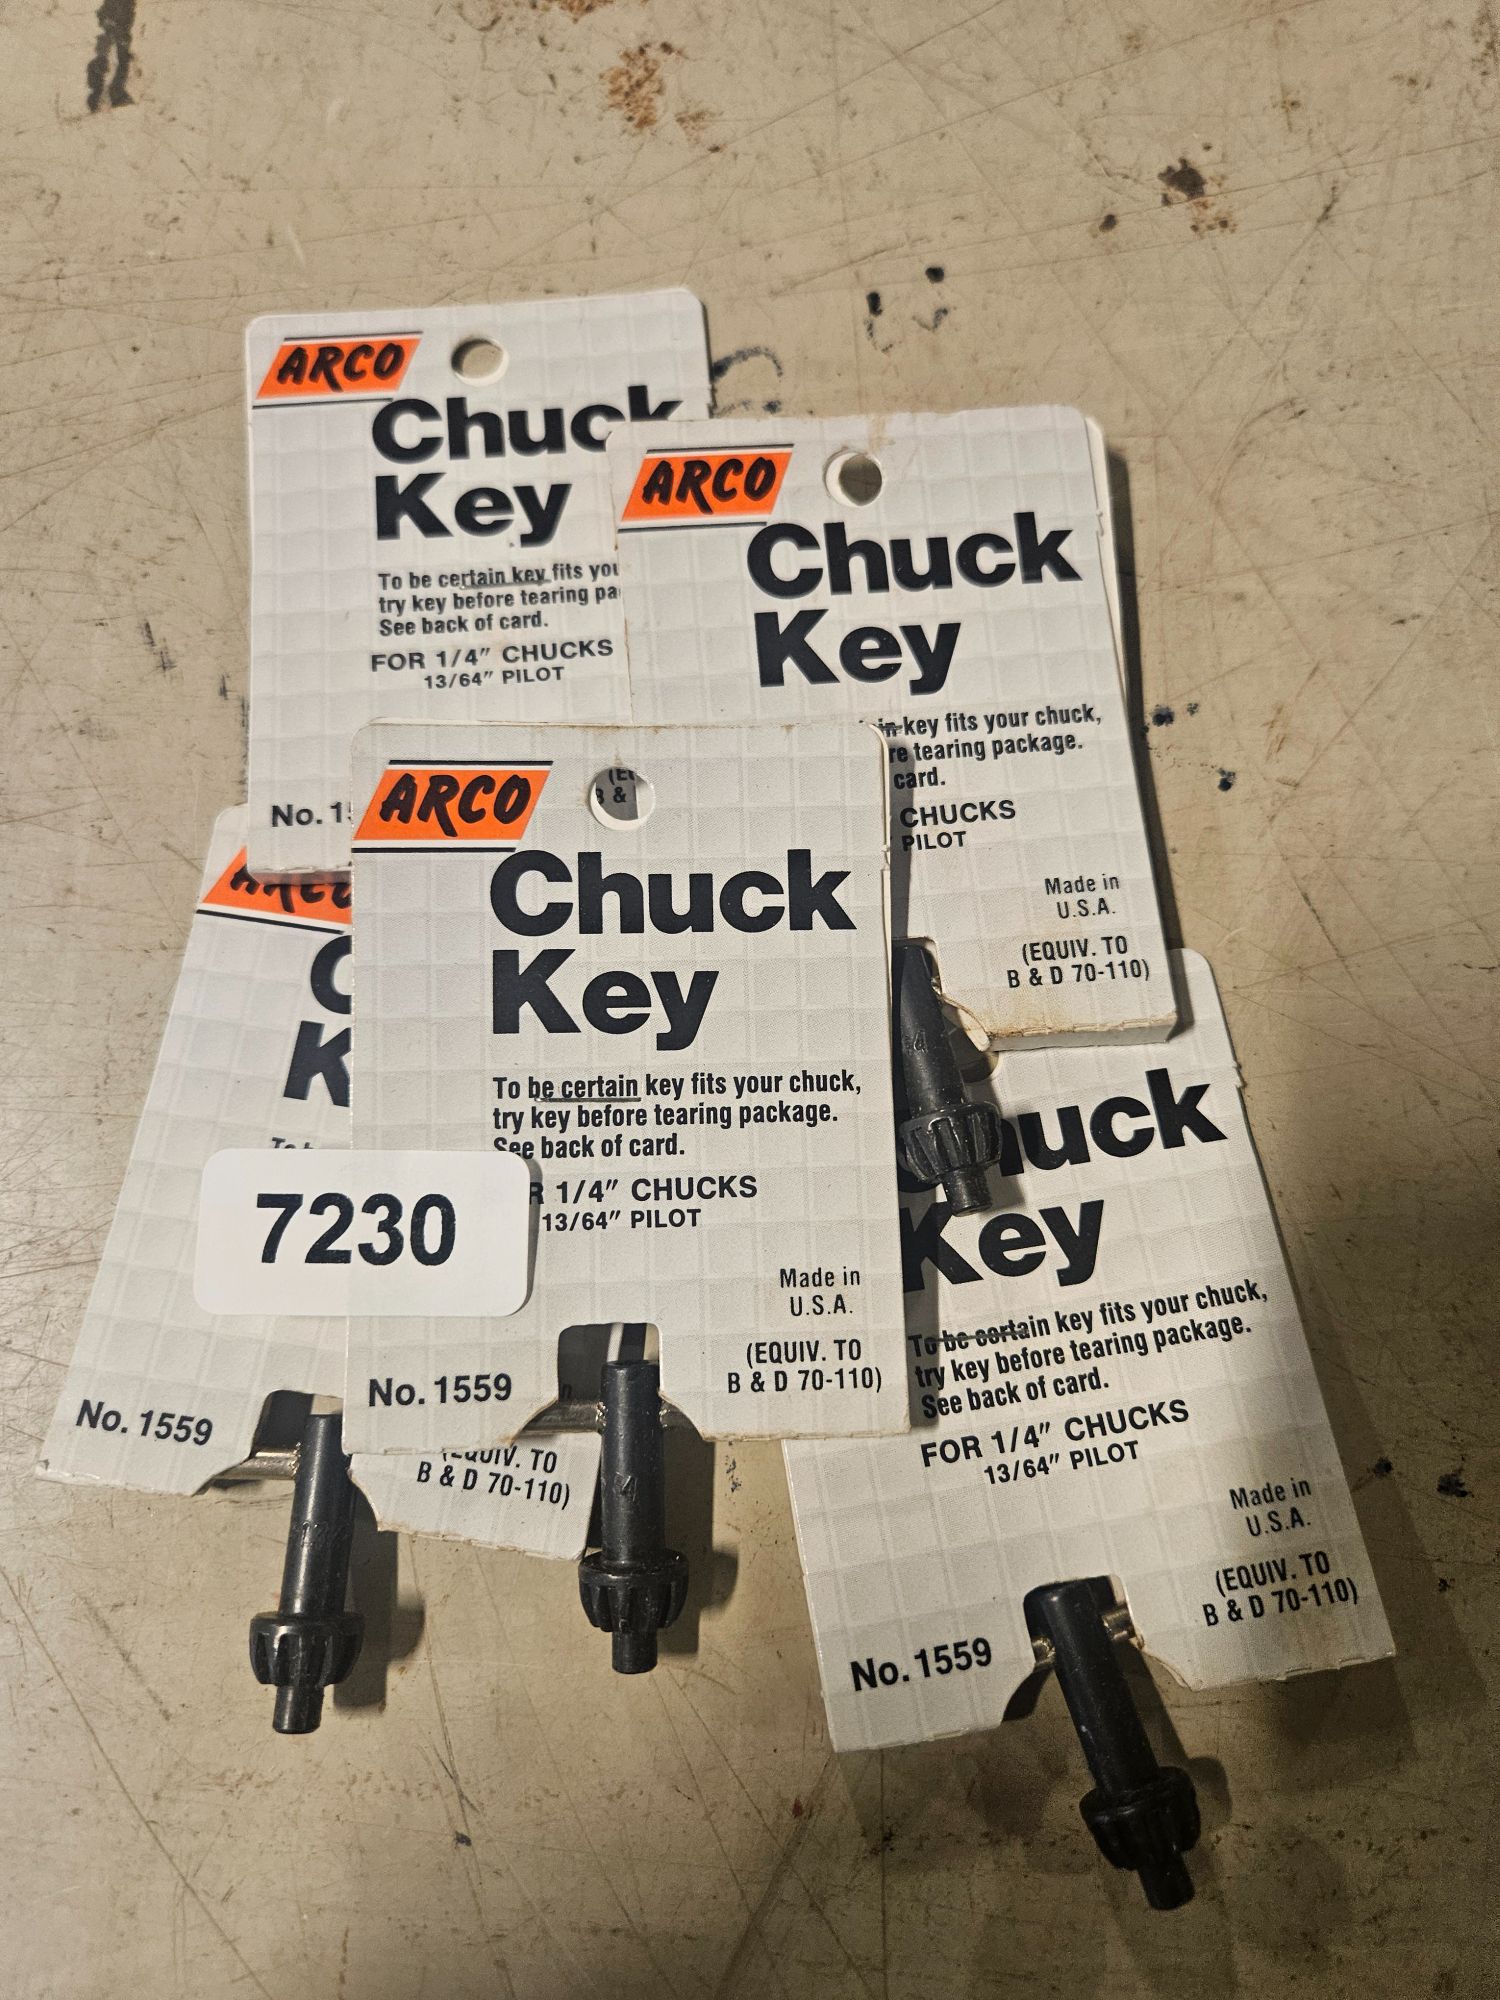 ARCO
Chuck
Key
To be certain key fits you
try key before tearing pa
See back of card.
FOR 1/4" CHUCKS
13/64" PILOT
No. 15
ARCO
Chuck
Key
key fits your chuck,
re tearing package.
card.
CHUCKS
PILOT
Made in
U.S.A.
(EQUIV. TO
B & D 70-110)
4
ARCO
K
No. 1559
(EQUIV. TO
B & D 70-110)
ARCO
B &
Chuck
Key
To be certain key fits your chuck,
try key before tearing package.
See back of card.
R 1/4" CHUCKS
13/64" PILOT
Made in
U.S.A.
(EQUIV. TO
B & D 70-110)
No. 1559
4
7230
huck
Key
To be certain key fits your chuck,
try key before tearing package.
See back of card.
FOR 1/4" CHUCKS
13/64" PILOT
Made in
U.S.A.
(EQUIV. TO
B & D 70-110)
No. 1559